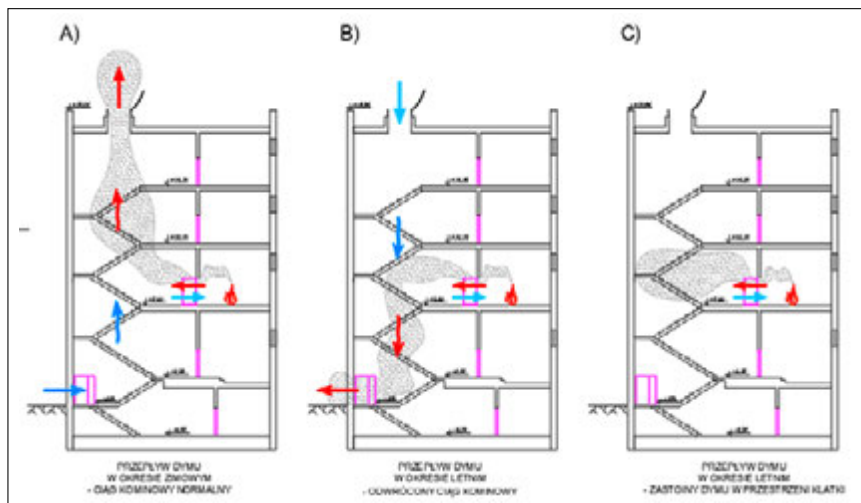 A)
B)
C)
PRZEPŁYW DYMU
W OKRESIE ZIMOWYM
- CIĄG KOMINOWY NORMALNY
PRZEPŁYW DYMU
W OKRESIE LETNIM
- ODWRÓCONY CIĄG KOMINOWY
PRZEPŁYW DYMU
W OKRESIE LETNIM
- ZASTOINY DYMU W PRZESTRZENI KLATKI